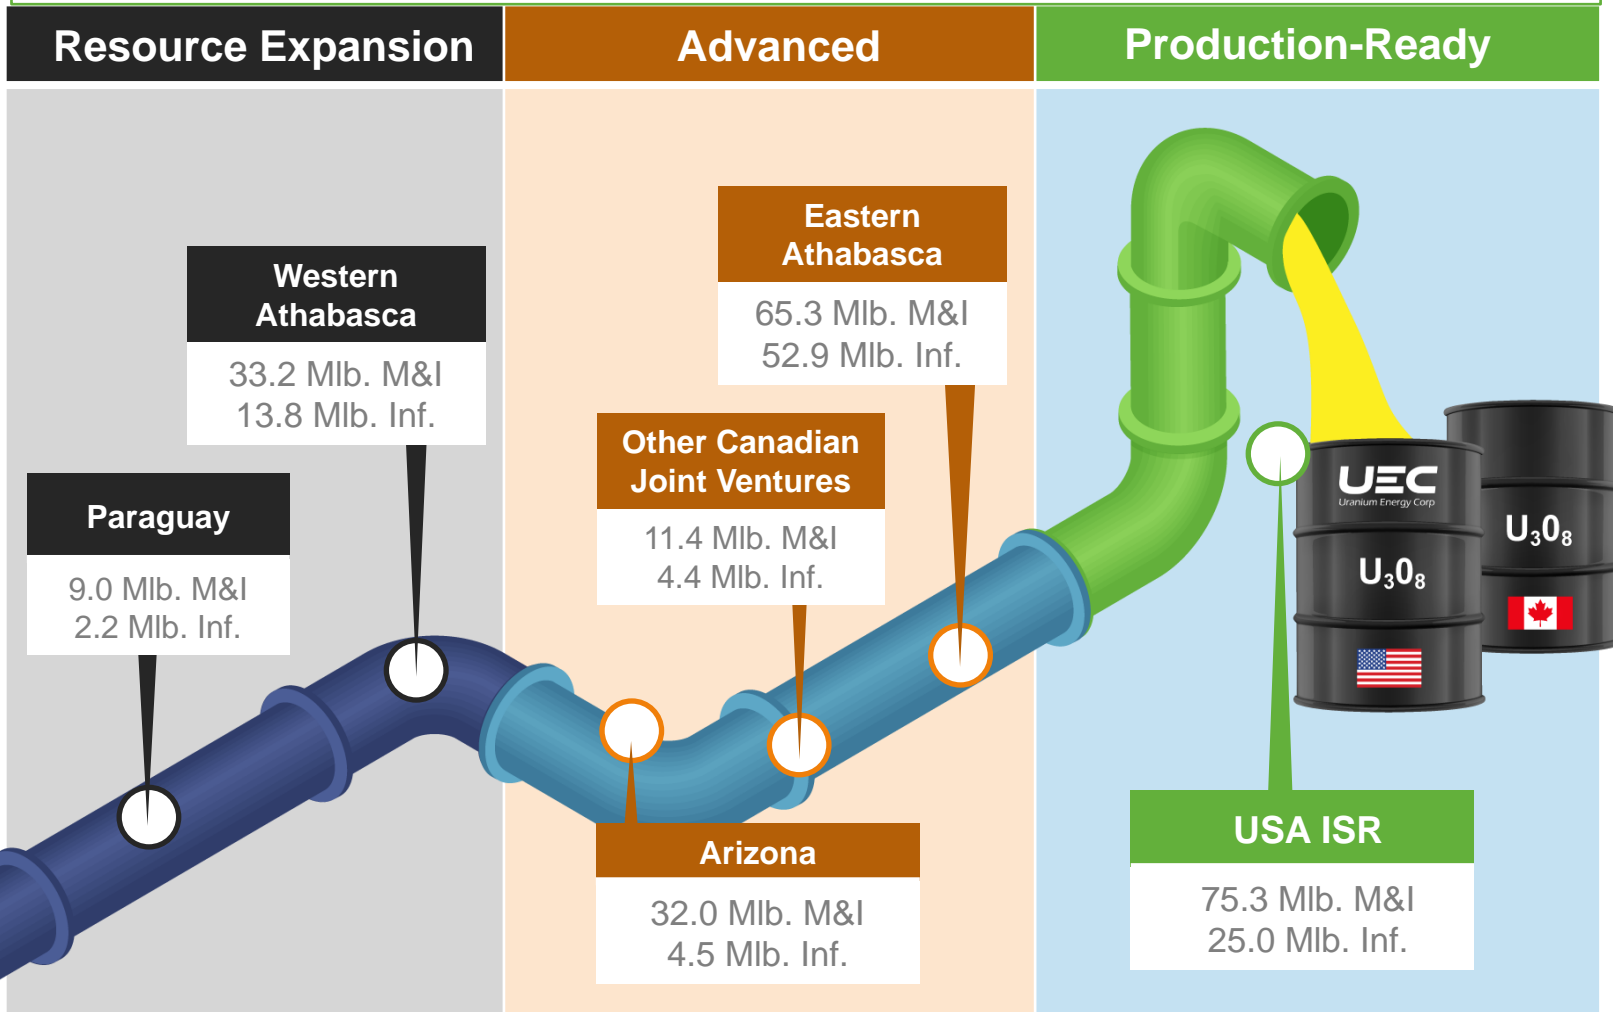 Resource Expansion
Advanced
Production-Ready
Western
Athabasca
33.2 Mlb. M&I
13.8 Mlb. Inf.
Paraguay
9.0 Mlb. M&I
2.2 Mlb. Inf.
Eastern
Athabasca
65.3 Mlb. M&I
52.9 Mlb. Inf.
Other Canadian
Joint Ventures
11.4 Mlb. M&I
4.4 Mlb. Inf.
Arizona
32.0 Mlb. M&I
4.5 Mlb. Inf.
UEC
Uranium Energy Corp
U₃0₈
U₃0₈
USA ISR
75.3 Mlb. M&I
25.0 Mlb. Inf.